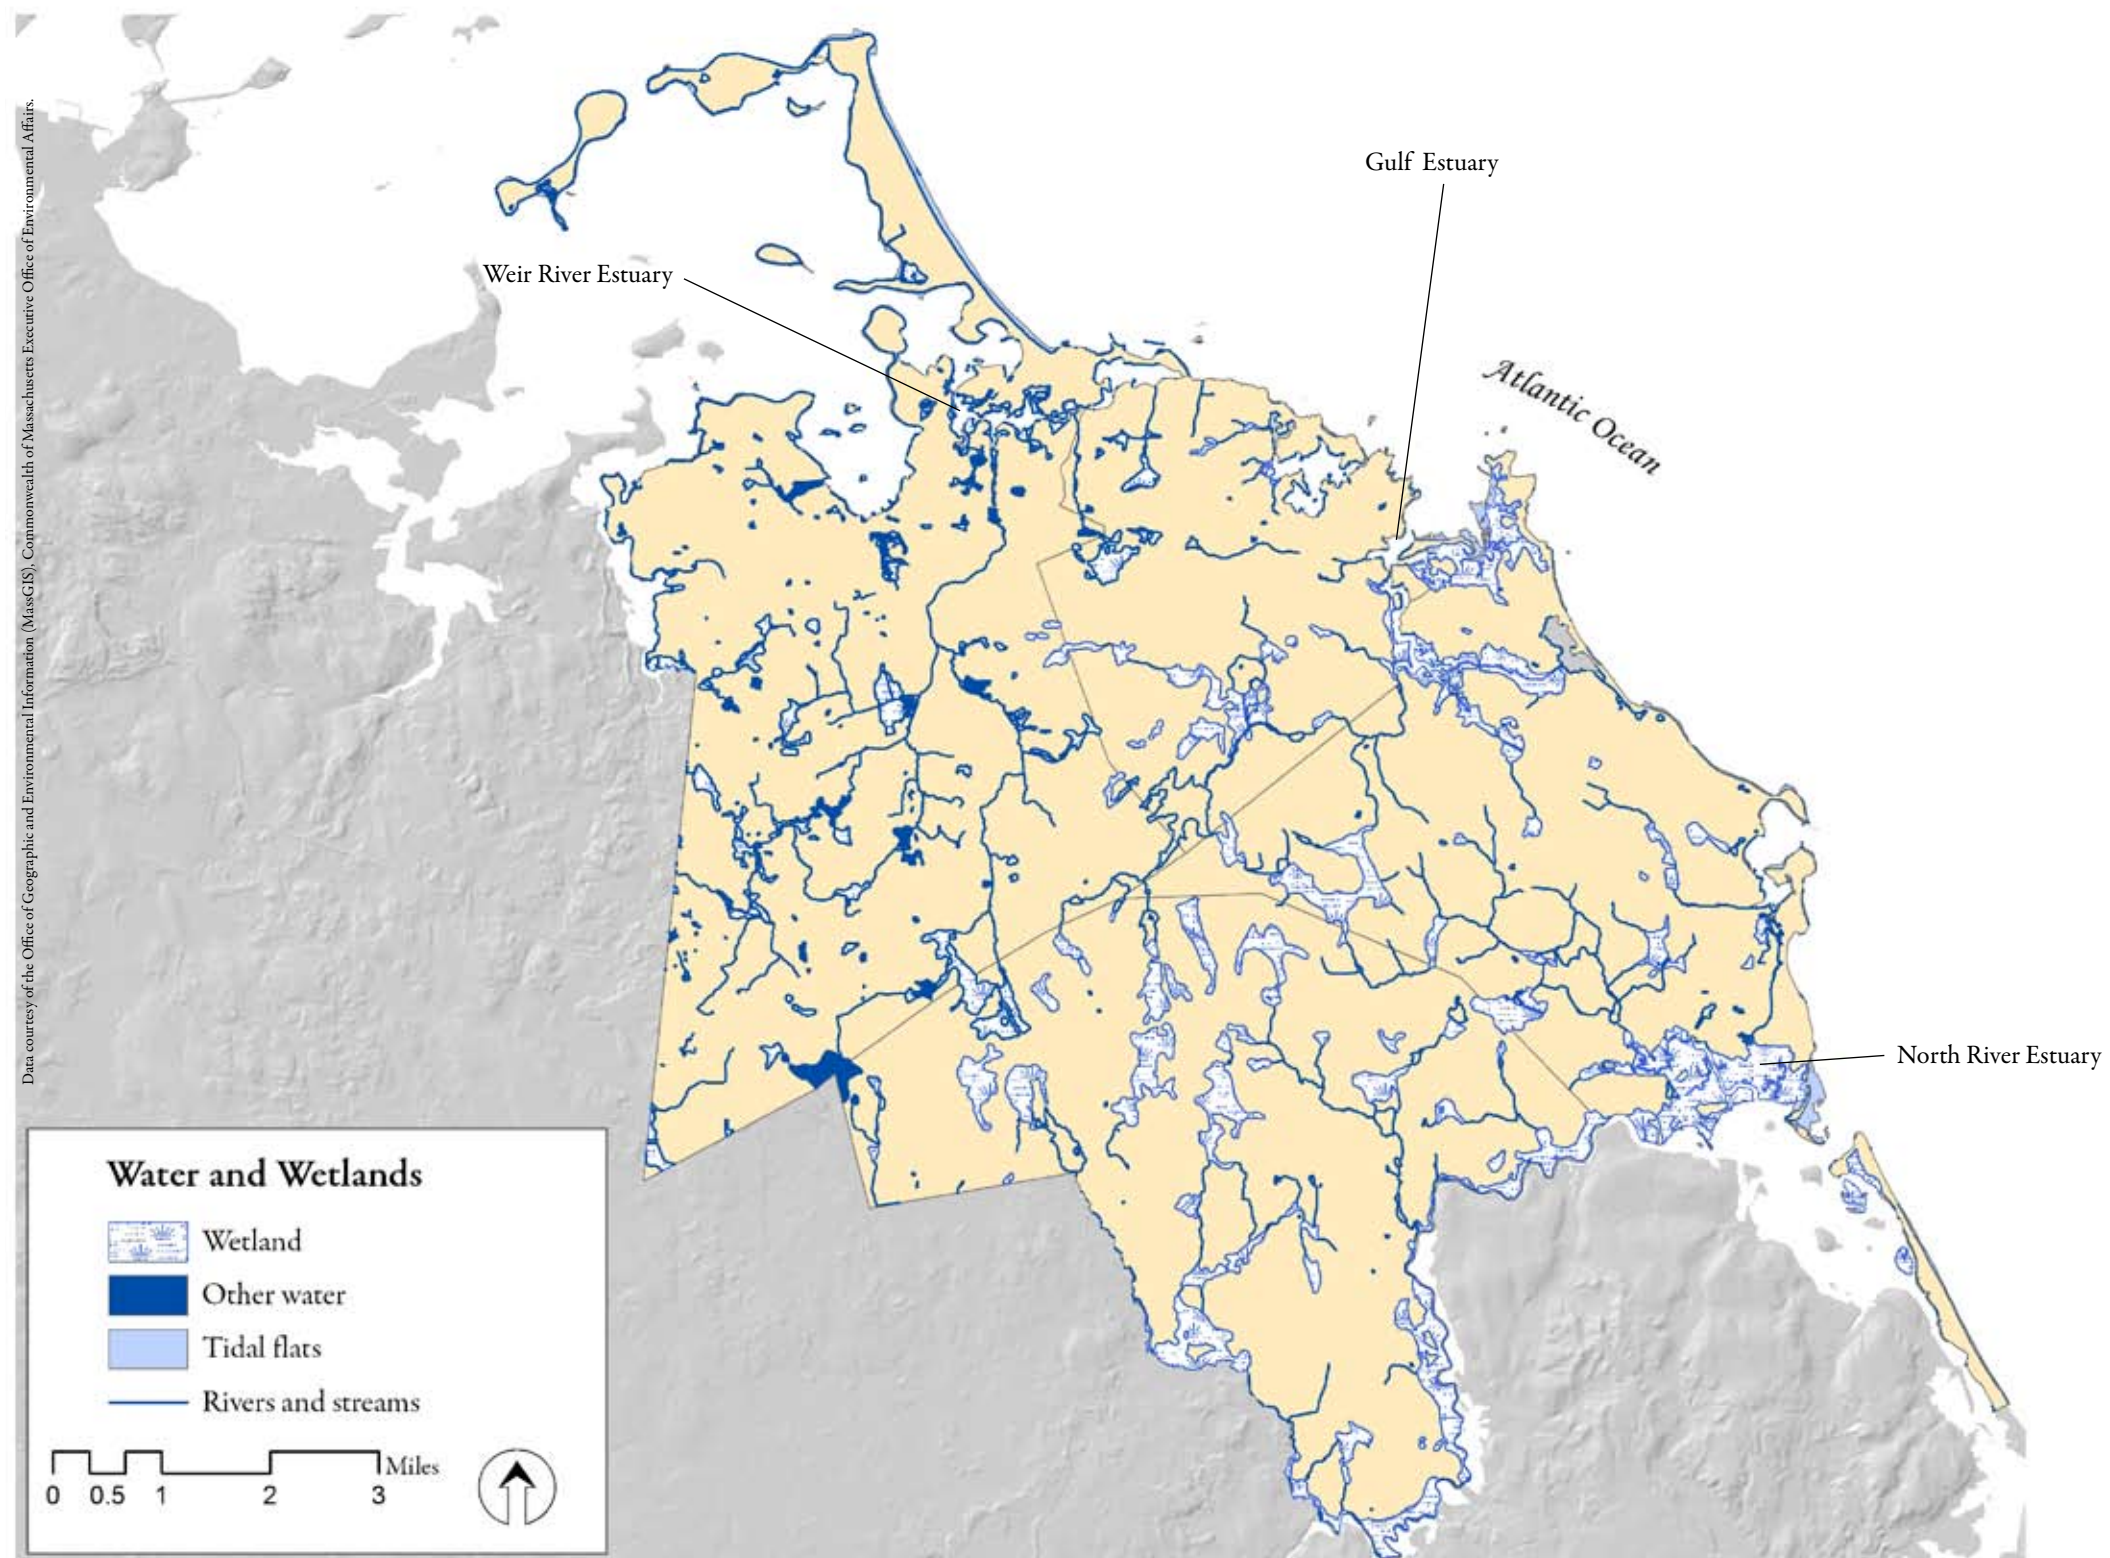 Data courtesy of the Office of Geographic and Environmental Information (MassGIS), Commonwealth of Massachusetts Executive Office of Environmental Affairs.
Gulf Estuary
Weir River Estuary
Atlantic Ocean
North River Estuary
Water and Wetlands
Wetland
Other water
Tidal flats
Rivers and streams
Miles
0 0.5 1 2 3